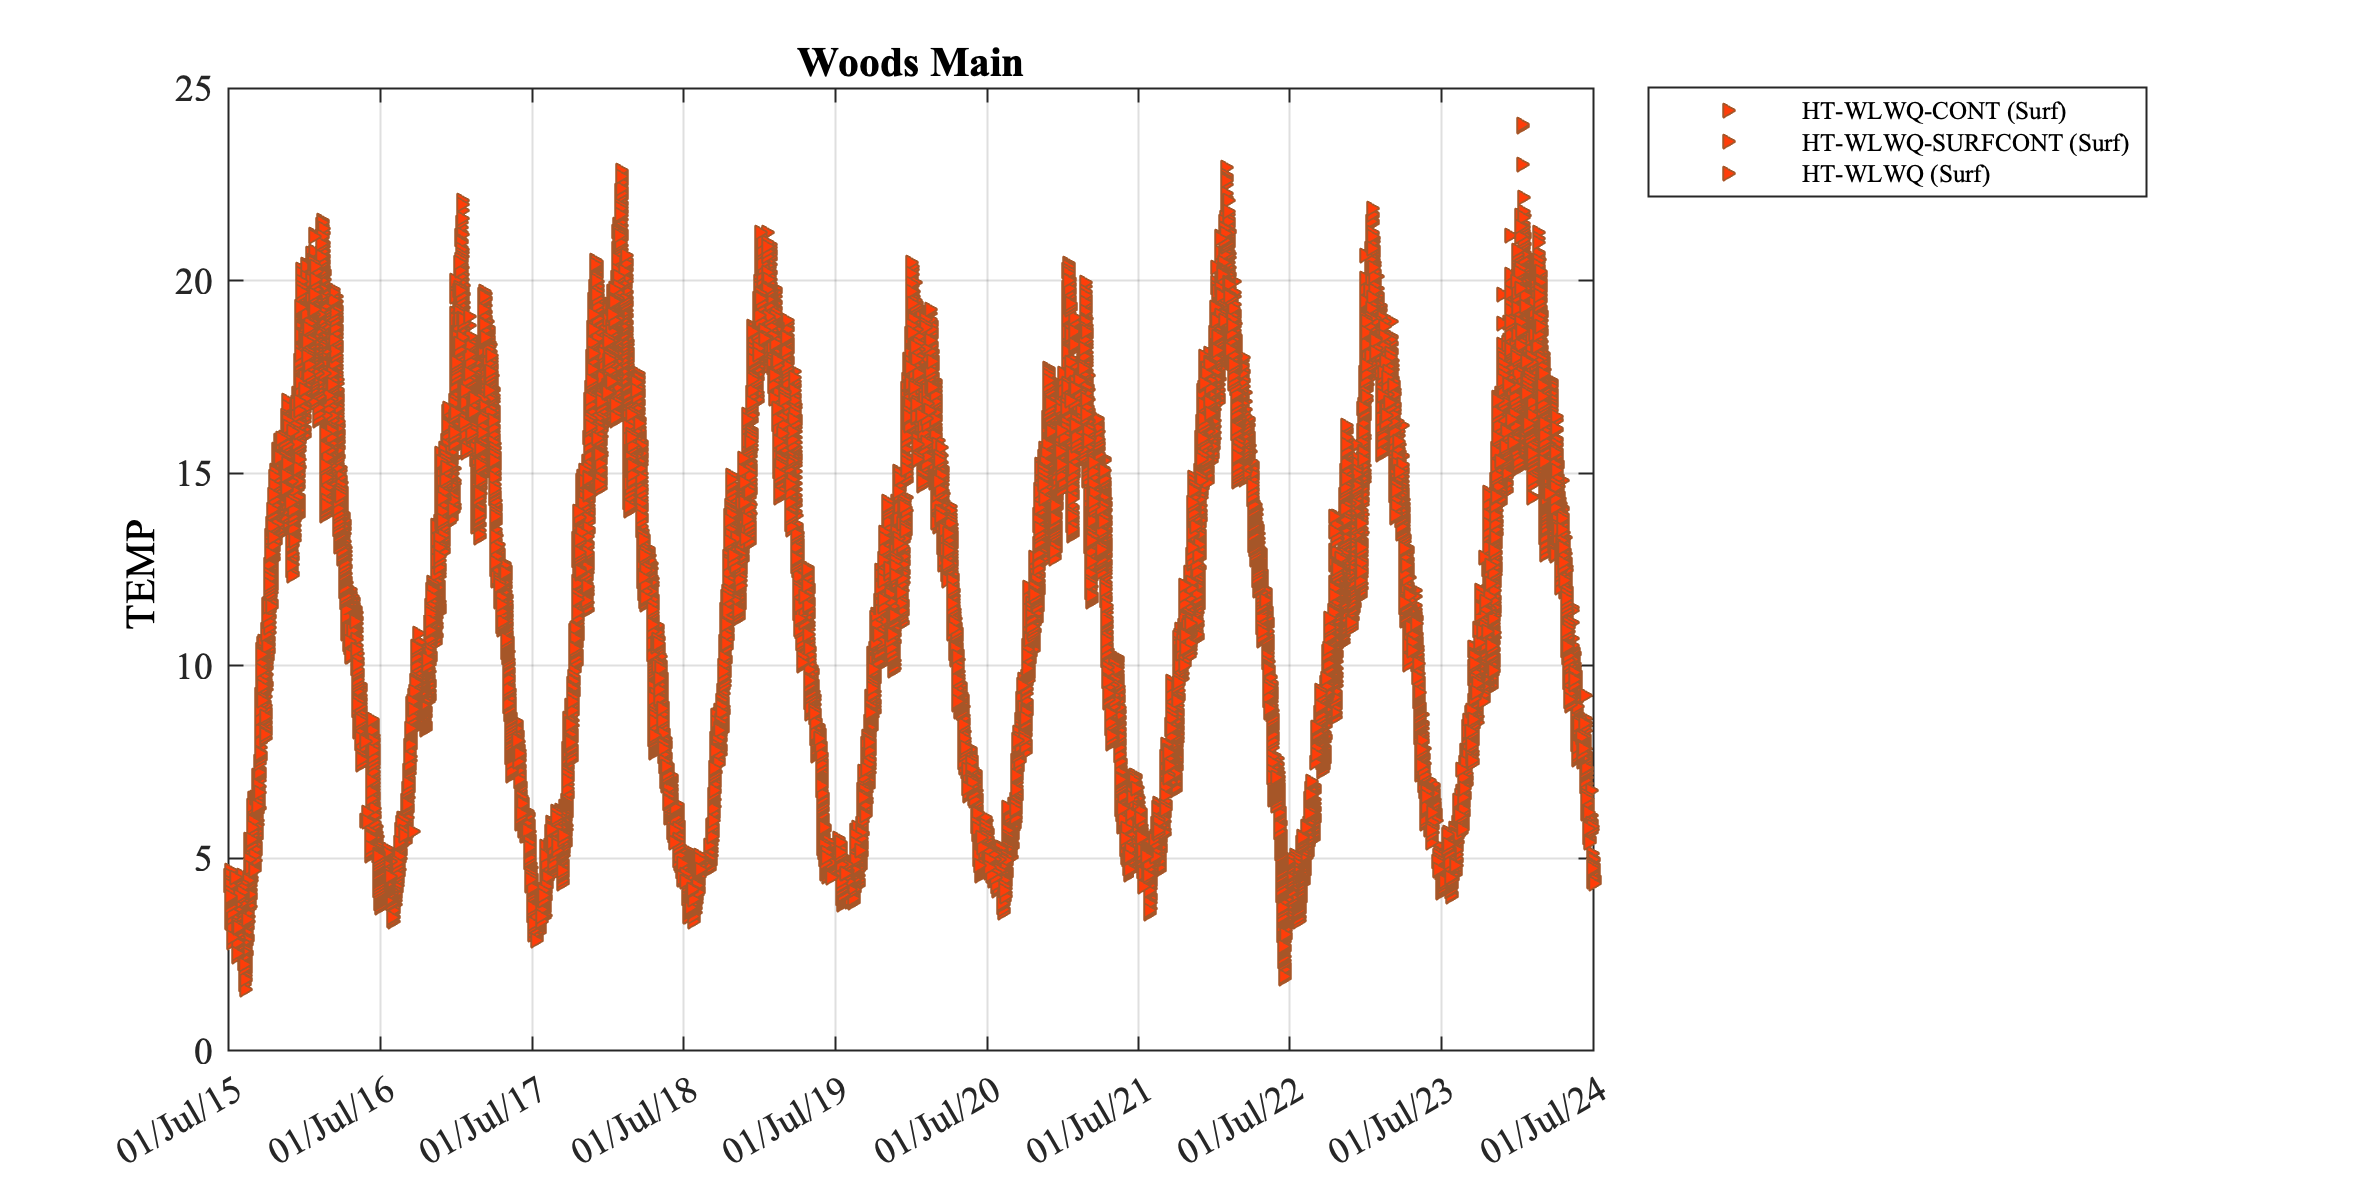 Woods Main
HT-WLWQ-CONT (Surf)
HT-WLWQ-SURFCONT (Surf)
HT-WLWQ (Surf)
TEMP
25
20
15
10
5
0
01/Jul/15
01/Jul/16
01/Jul/17
01/Jul/18
01/Jul/19
01/Jul/20
01/Jul/21
01/Jul/22
01/Jul/23
01/Jul/24